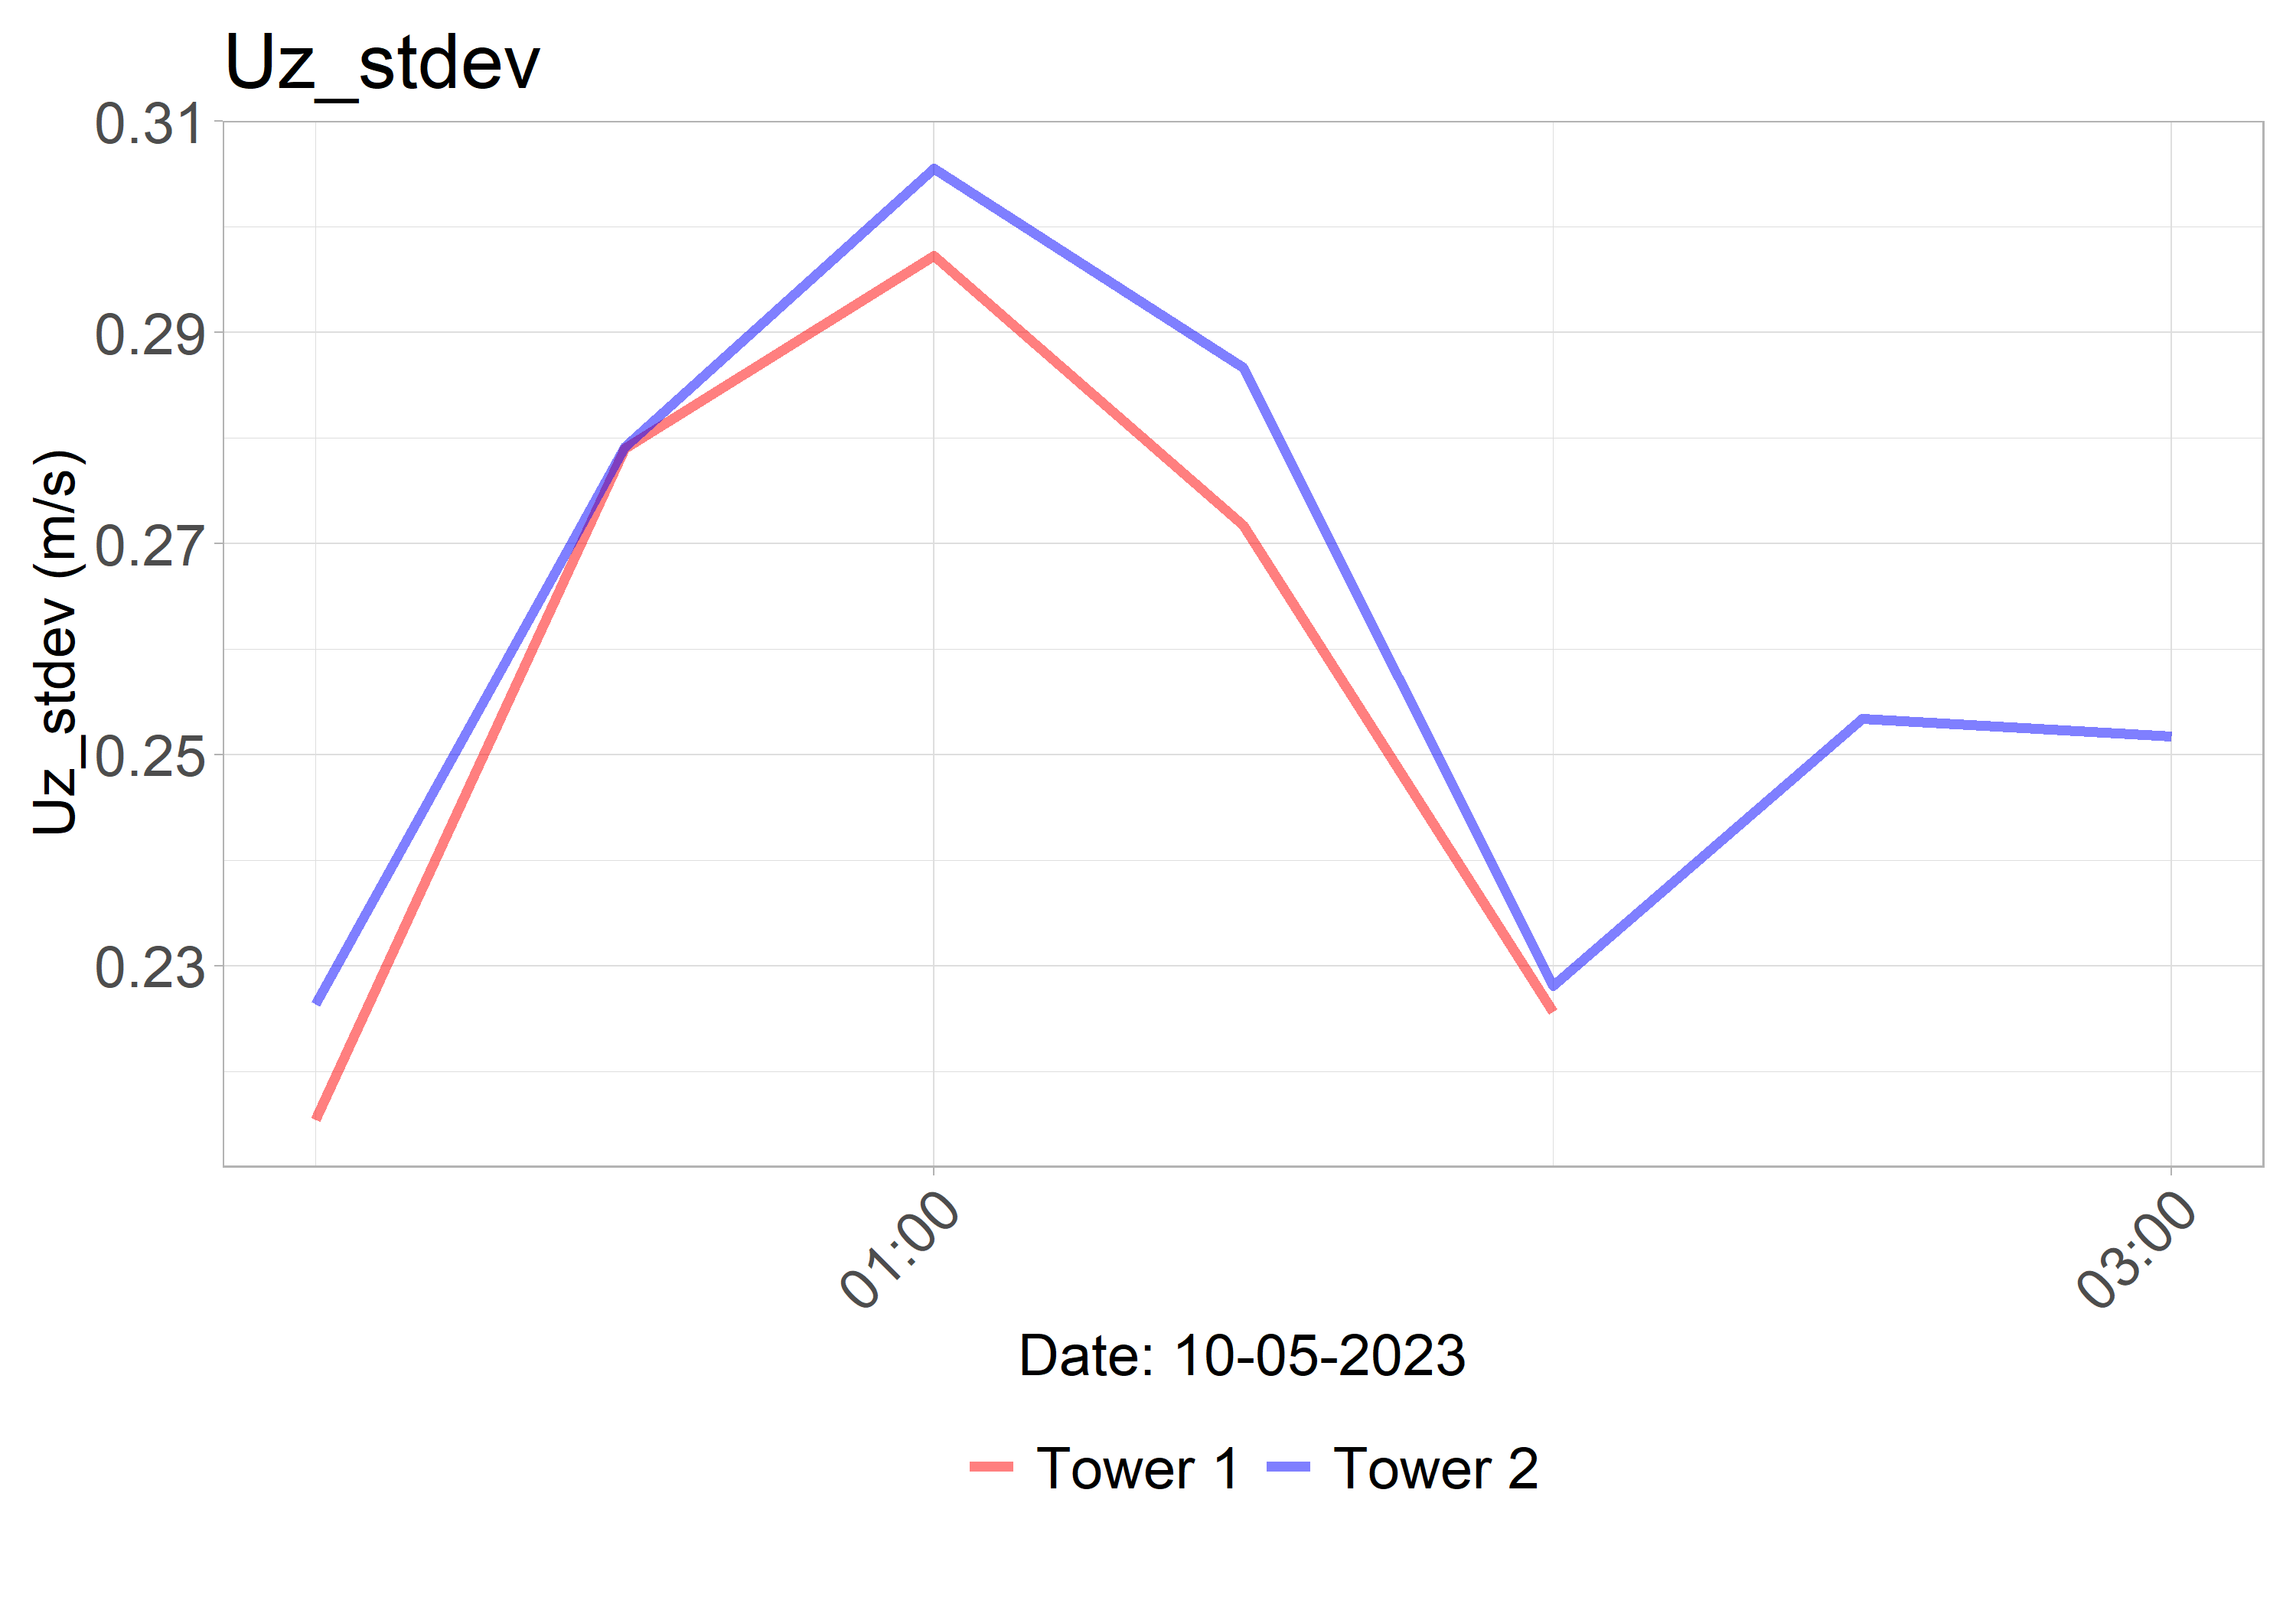 Uz_stdev
Uz_stdev (m/s)
0.31
0.29
0.27
0.25
0.23
01:00
03:00
Date: 10-05-2023
Tower 1
Tower 2